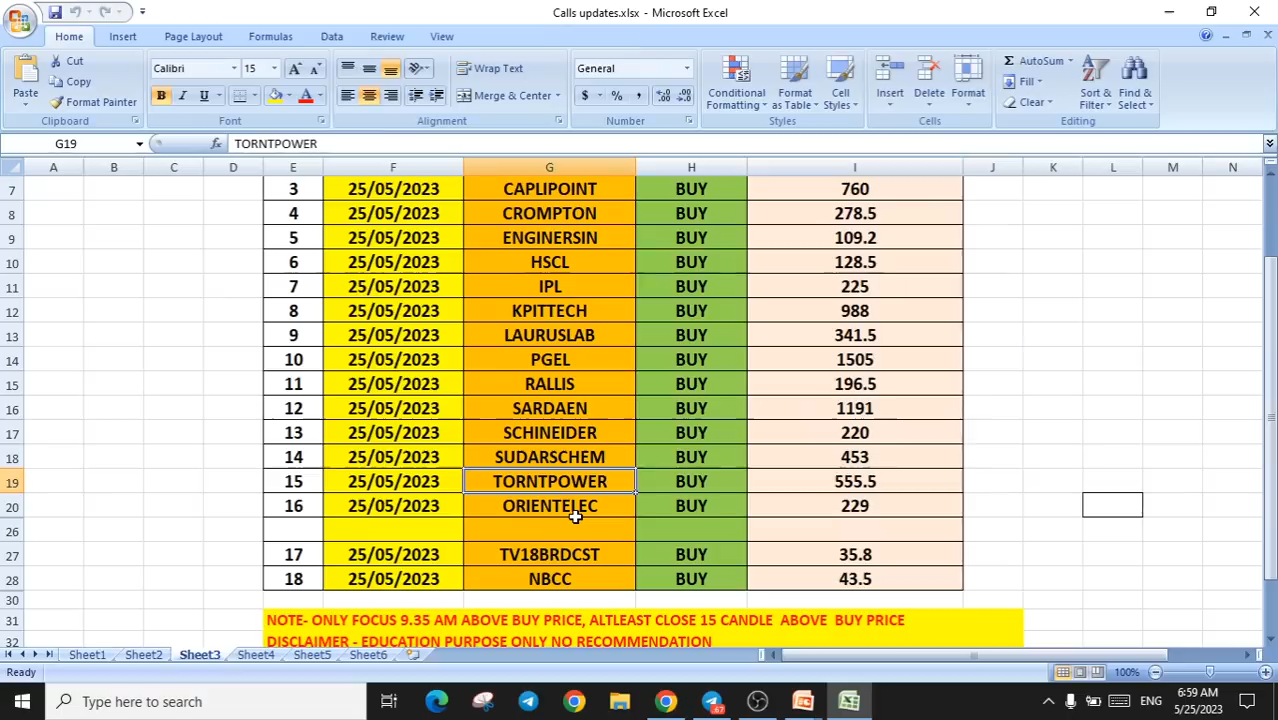 Calls updates.xlsx - Microsoft Excel
Home Insert Page Layout Formulas Data Review View
Paste
Cut
Copy
Format Painter
Clipboard
Calibri 15
B I U
Font
Wrap Text
Merge & Center
Alignment
General
$ % ,
Number
Conditional Formatting
Format as Table
Cell Styles
Styles
Insert
Delete
Format
Cells
AutoSum
Fill
Clear
Sort & Filter
Find & Select
Editing
G19 fx TORNTPOWER
A B C D E F G H I J K L M N
7 3 25/05/2023 CAPLIPOINT BUY 760
8 4 25/05/2023 CROMPTON BUY 278.5
9 5 25/05/2023 ENGINERSIN BUY 109.2
10 6 25/05/2023 HSCL BUY 128.5
11 7 25/05/2023 IPL BUY 225
12 8 25/05/2023 KPITTECH BUY 988
13 9 25/05/2023 LAURUSLAB BUY 341.5
14 10 25/05/2023 PGEL BUY 1505
15 11 25/05/2023 RALLIS BUY 196.5
16 12 25/05/2023 SARDAEN BUY 1191
17 13 25/05/2023 SCHINEIDER BUY 220
18 14 25/05/2023 SUDARSCHEM BUY 453
19 15 25/05/2023 TORNTPOWER BUY 555.5
20 16 25/05/2023 ORIENTELEC BUY 229
26
27 17 25/05/2023 TV18BRDCST BUY 35.8
28 18 25/05/2023 NBCC BUY 43.5
30
31 NOTE- ONLY FOCUS 9.35 AM ABOVE BUY PRICE, ALTLEAST CLOSE 15 CANDLE ABOVE BUY PRICE
32 DISCLAIMER - EDUCATION PURPOSE ONLY NO RECOMMENDATION
Sheet1 Sheet2 Sheet3 Sheet4 Sheet5 Sheet6
Ready 100%
Type here to search
ENG
6:59 AM
5/25/2023